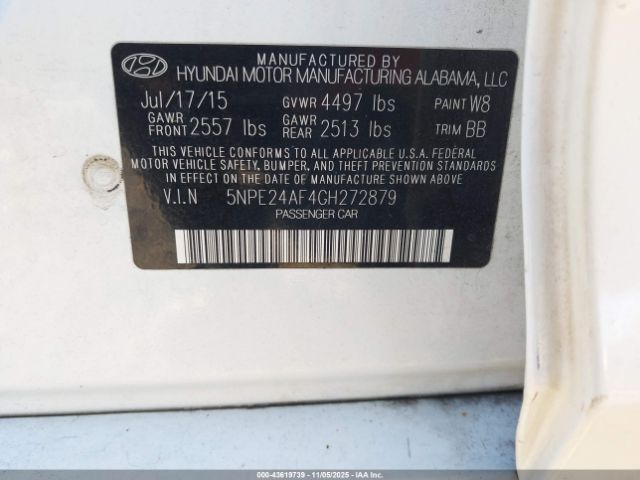 MANUFACTURED BY
HYUNDAI MOTOR MANUFACTURING ALABAMA, LLC
Jul/17/15 GVWR 4497 lbs PAINT W8
GAWR FRONT 2557 lbs GAWR REAR 2513 lbs TRIM BB
THIS VEHICLE CONFORMS TO ALL APPLICABLE U.S.A. FEDERAL
MOTOR VEHICLE SAFETY, BUMPER, AND THEFT PREVENTION STANDARDS
IN EFFECT ON THE DATE OF MANUFACTURE SHOWN ABOVE
V.I.N 5NPE24AF4GH272879
PASSENGER CAR
000-43619739 - 11/05/2025 - IAAI.COM